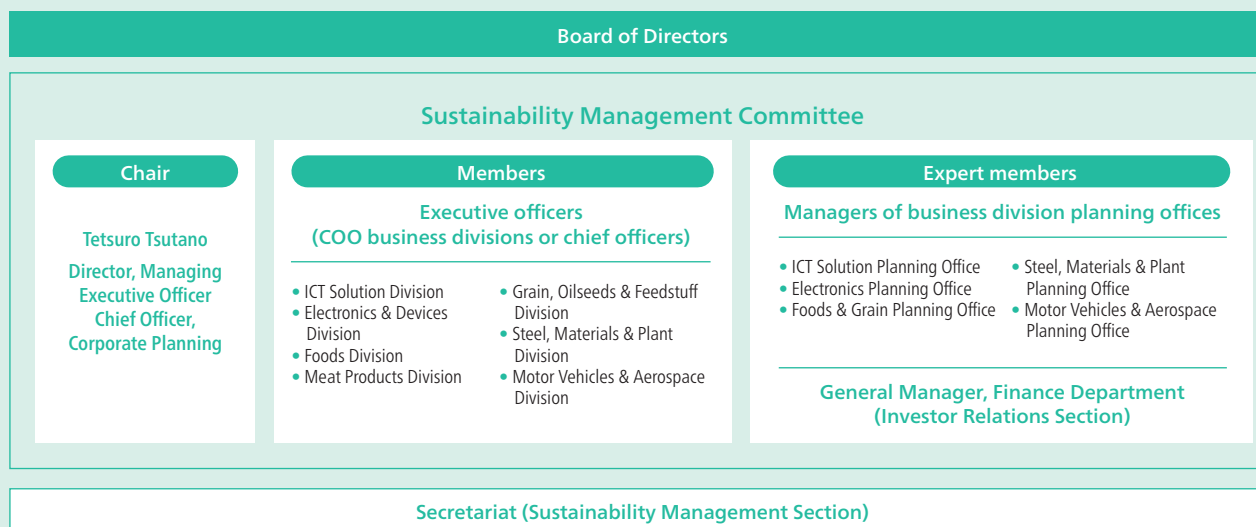 Board of Directors
Sustainability Management Committee
Chair
Tetsuro Tsutano
Director, Managing
Executive Officer
Chief Officer,
Corporate Planning
Members
Executive officers
(COO business divisions or chief officers)
• ICT Solution Division
• Electronics & Devices
Division
• Foods Division
• Meat Products Division
• Grain, Oilseeds & Feedstuff
Division
• Steel, Materials & Plant
Division
• Motor Vehicles & Aerospace
Division
Expert members
Managers of business division planning offices
• ICT Solution Planning Office
• Electronics Planning Office
• Foods & Grain Planning Office
• Steel, Materials & Plant
Planning Office
• Motor Vehicles & Aerospace
Planning Office
General Manager, Finance Department
(Investor Relations Section)
Secretariat (Sustainability Management Section)